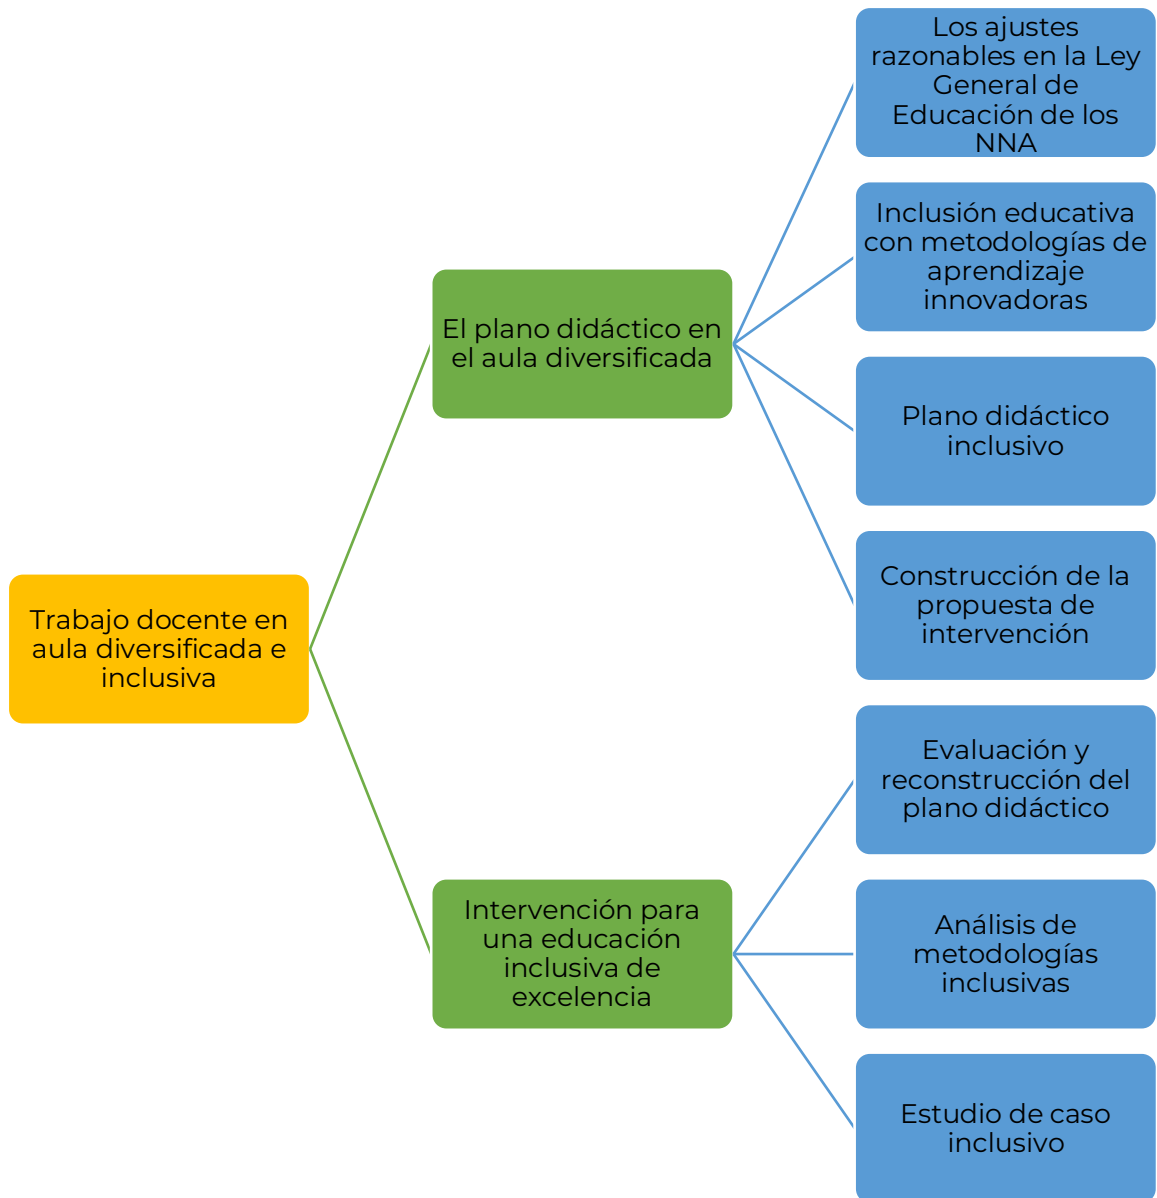 Trabajo docente en
aula diversificada e
inclusiva
El plano didáctico en
el aula diversificada
Los ajustes
razonables en la Ley
General de
Educación de los
NNA
Inclusión educativa
con metodologías de
aprendizaje
innovadoras
Plano didáctico
inclusivo
Construcción de la
propuesta de
intervención
Intervención para
una educación
inclusiva de
excelencia
Evaluación y
reconstrucción del
plano didáctico
Análisis de
metodologías
inclusivas
Estudio de caso
inclusivo